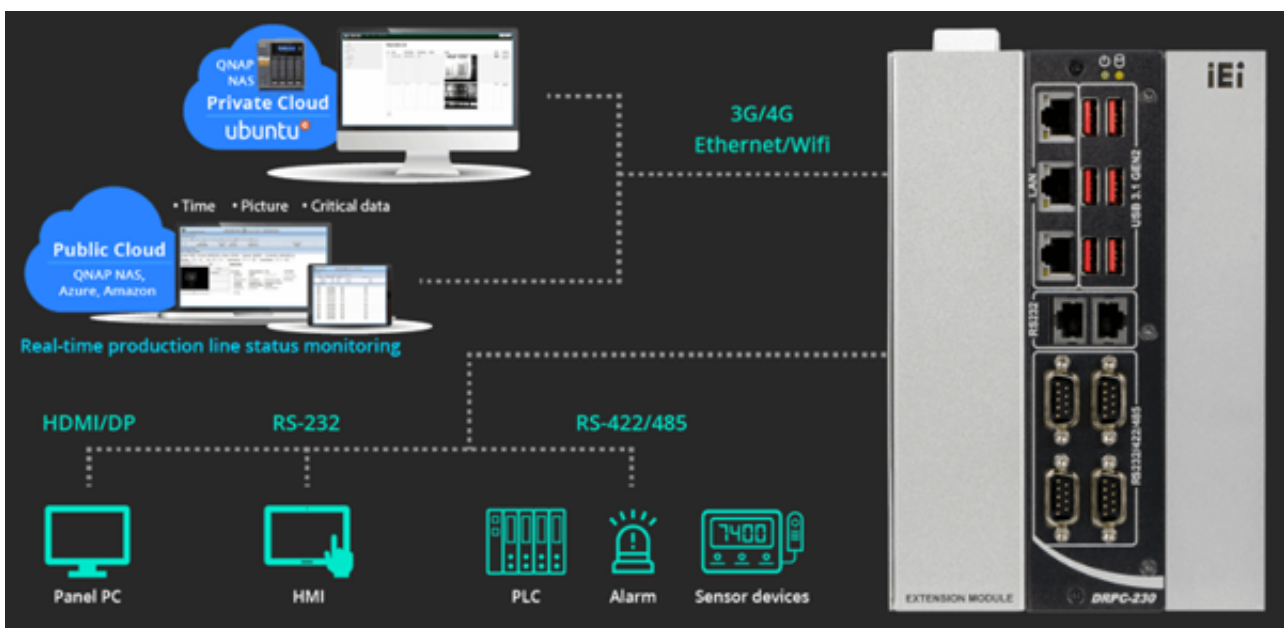 QNAP
NAS
Private Cloud
ubuntu
3G/4G
Ethernet/Wifi
• Time • Picture • Critical data
Public Cloud
QNAP NAS,
Azure, Amazon
Real-time production line status monitoring
HDMI/DP
RS-232
RS-422/485
7400
Panel PC
HMI
PLC
Alarm
Sensor devices
iEi
LAN
USB 3.1 GEN2
RS232
RS232/422/485
EXTENSION MODULE
DRPC-230